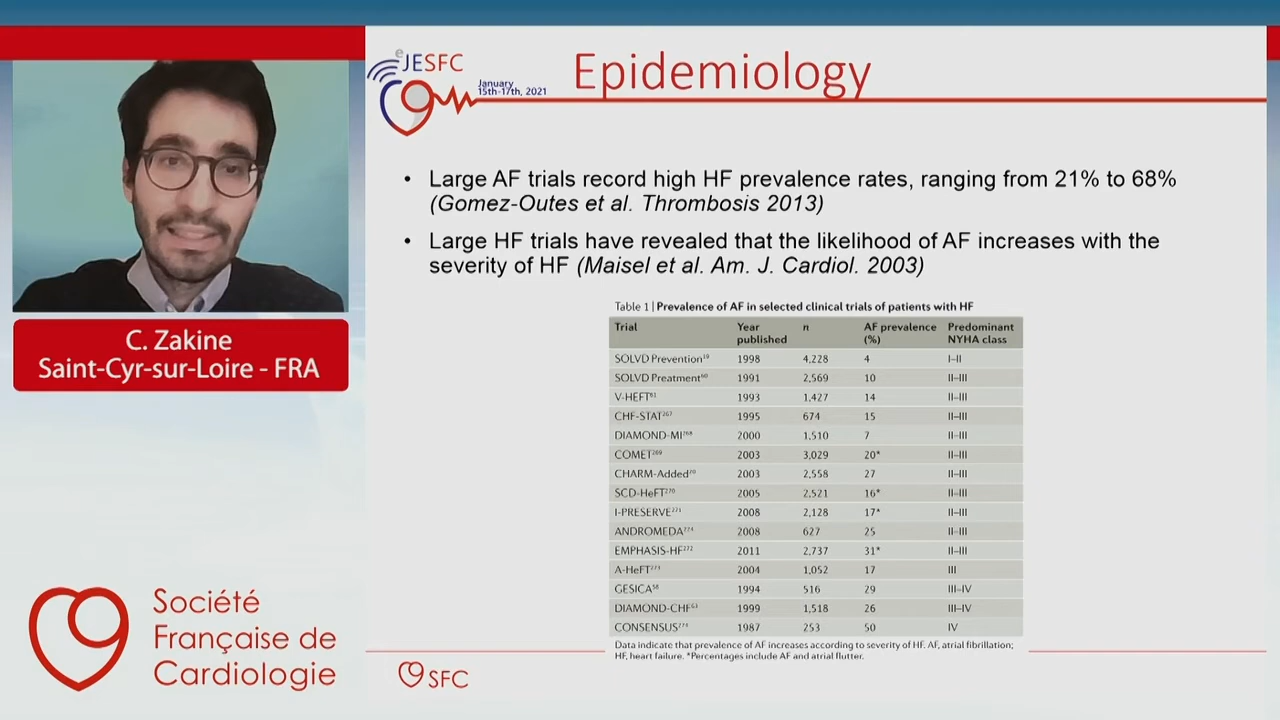 eJESFC
January
15th-17th, 2021
Epidemiology
• Large AF trials record high HF prevalence rates, ranging from 21% to 68%
(Gomez-Outes et al. Thrombosis 2013)
• Large HF trials have revealed that the likelihood of AF increases with the
severity of HF (Maisel et al. Am. J. Cardiol. 2003)
Table 1 | Prevalence of AF in selected clinical trials of patients with HF
Trial Year published n AF prevalence (%) Predominant NYHA class
SOLVD Prevention 1998 4,228 4 I–II
SOLVD Preatment 1991 2,569 10 II–III
V-HEFT 1993 1,427 14 II–III
CHF-STAT 1995 674 15 II–III
DIAMOND-MI 2000 1,510 7 II–III
COMET 2003 3,029 20* II–III
CHARM-Added 2003 2,558 27 II–III
SCD-HeFT 2005 2,521 16* II–III
I-PRESERVE 2008 2,128 17* II–III
ANDROMEDA 2008 627 25 II–III
EMPHASIS-HF 2011 2,737 31* II–III
A-HeFT 2004 1,052 17 III
GESICA 1994 516 29 III–IV
DIAMOND-CHF 1999 1,518 26 III–IV
CONSENSUS 1987 253 50 IV
Data indicate that prevalence of AF increases according to severity of HF. AF, atrial fibrillation;
HF, heart failure. *Percentages include AF and atrial flutter.
C. Zakine
Saint-Cyr-sur-Loire - FRA
Société
Française de
Cardiologie
SFC